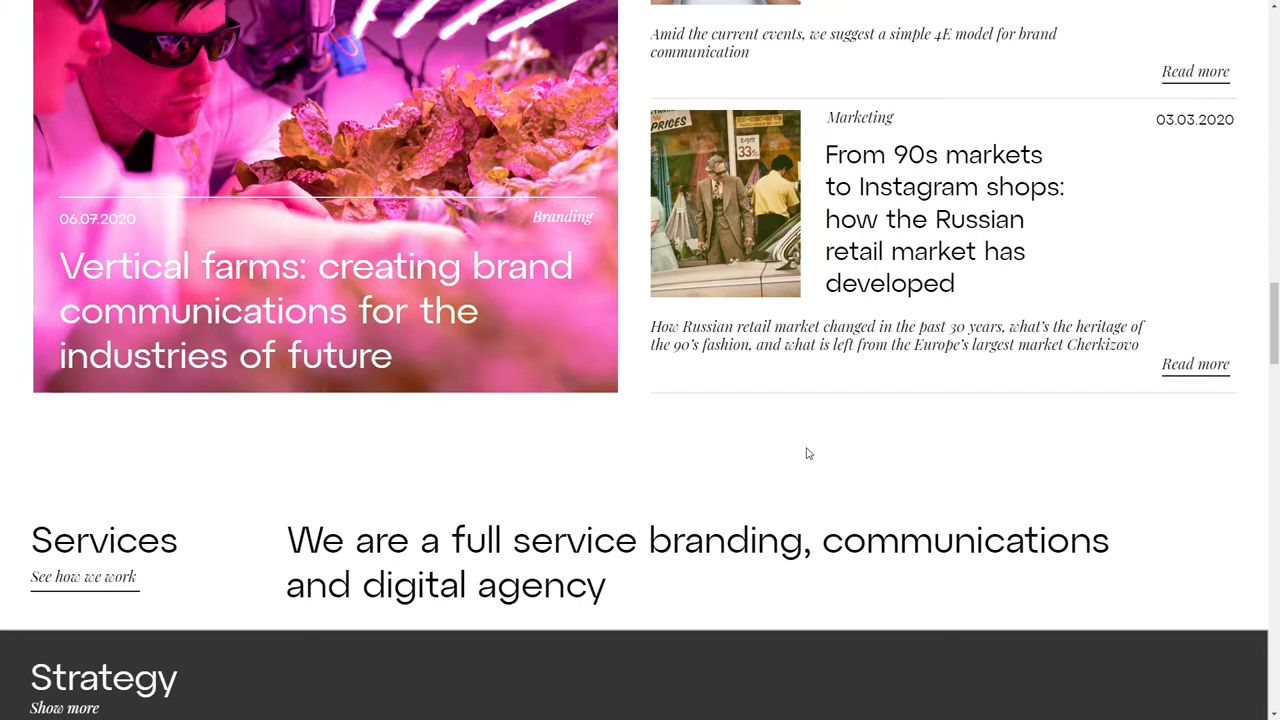 06.07.2020
Branding
Vertical farms: creating brand
communications for the
industries of future
Amid the current events, we suggest a simple 4E model for brand
communication
Read more
PRICES
33
Marketing
03.03.2020
From 90s markets
to Instagram shops:
how the Russian
retail market has
developed
How Russian retail market changed in the past 30 years, what's the heritage of
the 90's fashion, and what is left from the Europe's largest market Cherkizovo
Read more
Services
See how we work
We are a full service branding, communications
and digital agency
Strategy
Show more